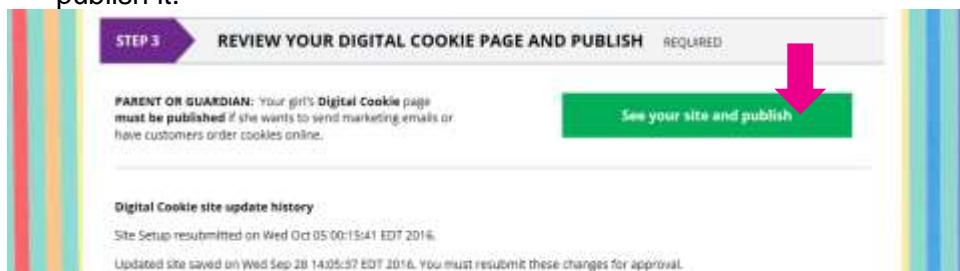 publish it.
STEP 3 REVIEW YOUR DIGITAL COOKIE PAGE AND PUBLISH REQUIRED
PARENT OR GUARDIAN: Your girl's Digital Cookie page
must be published if she wants to send marketing emails or
have customers order cookies online.
See your site and publish
Digital Cookie site update history
Site Setup resubmitted on Wed Oct 05 00:15:41 EDT 2016.
Updated site saved on Wed Sep 28 14:05:37 EDT 2016. You must resubmit these changes for approval.